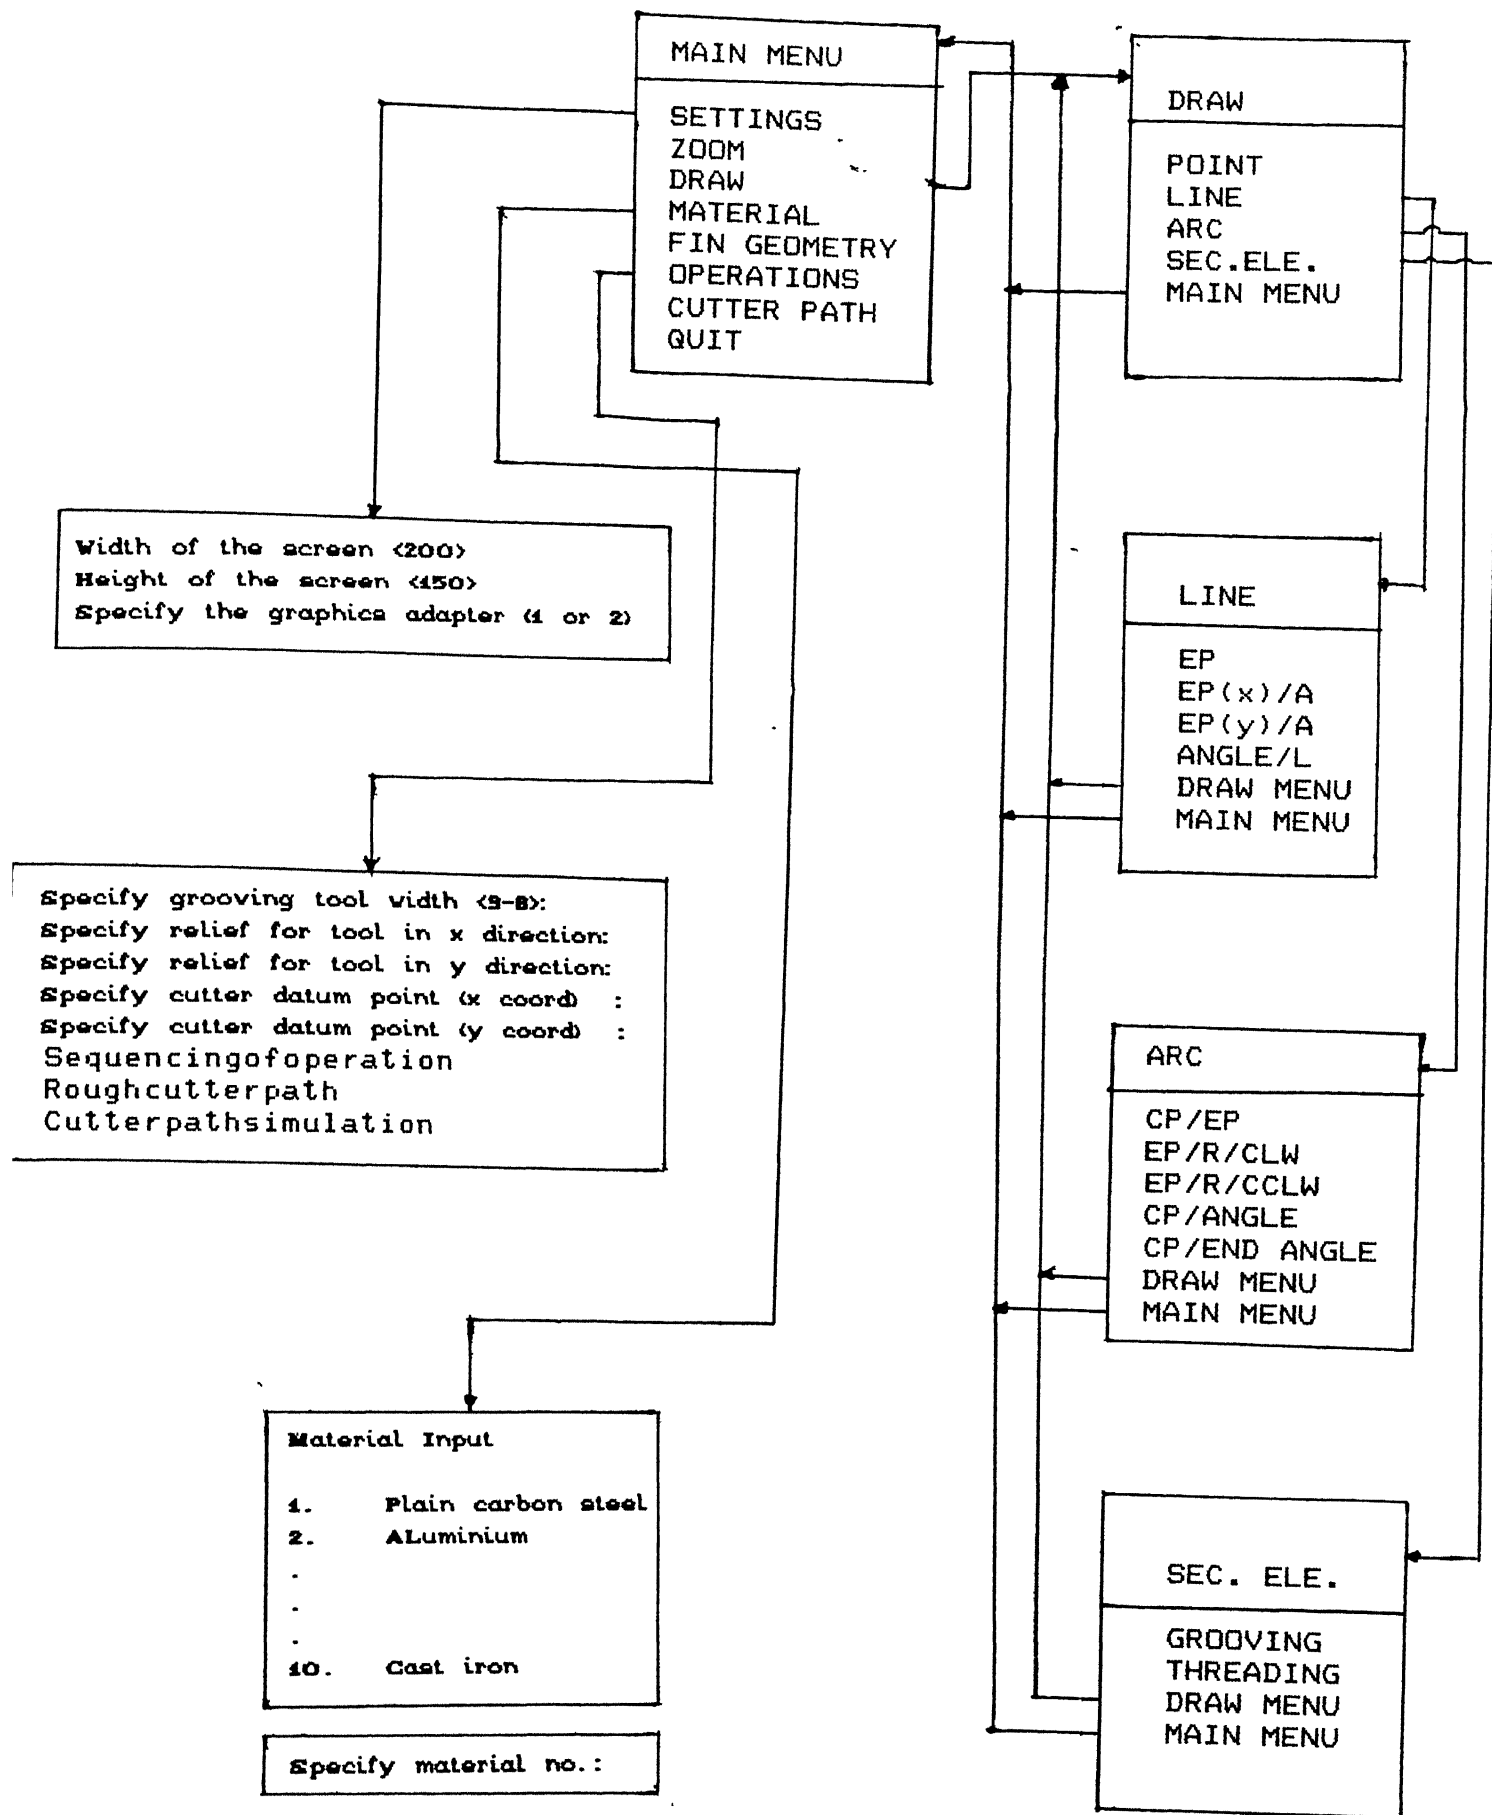 MAIN MENU
SETTINGS
ZOOM
DRAW
MATERIAL
FIN GEOMETRY
OPERATIONS
CUTTER PATH
QUIT
DRAW
POINT
LINE
ARC
SEC.ELE.
MAIN MENU
Width of the screen <200>
Height of the screen <150>
Specify the graphics adapter (1 or 2)
LINE
EP
EP(x)/A
EP(y)/A
ANGLE/L
DRAW MENU
MAIN MENU
Specify grooving tool width :
Specify relief for tool in x direction:
Specify relief for tool in y direction:
Specify cutter datum point (x coord) :
Specify cutter datum point (y coord) :
Sequencingofoperation
Roughcutterpath
Cutterpathsimulation
ARC
CP/EP
EP/R/CLW
EP/R/CCLW
CP/ANGLE
CP/END ANGLE
DRAW MENU
MAIN MENU
Material Input
1. Plain carbon steel
2. ALuminium
.
.
.
10. Cast iron
Specify material no.:
SEC. ELE.
GROOVING
THREADING
DRAW MENU
MAIN MENU